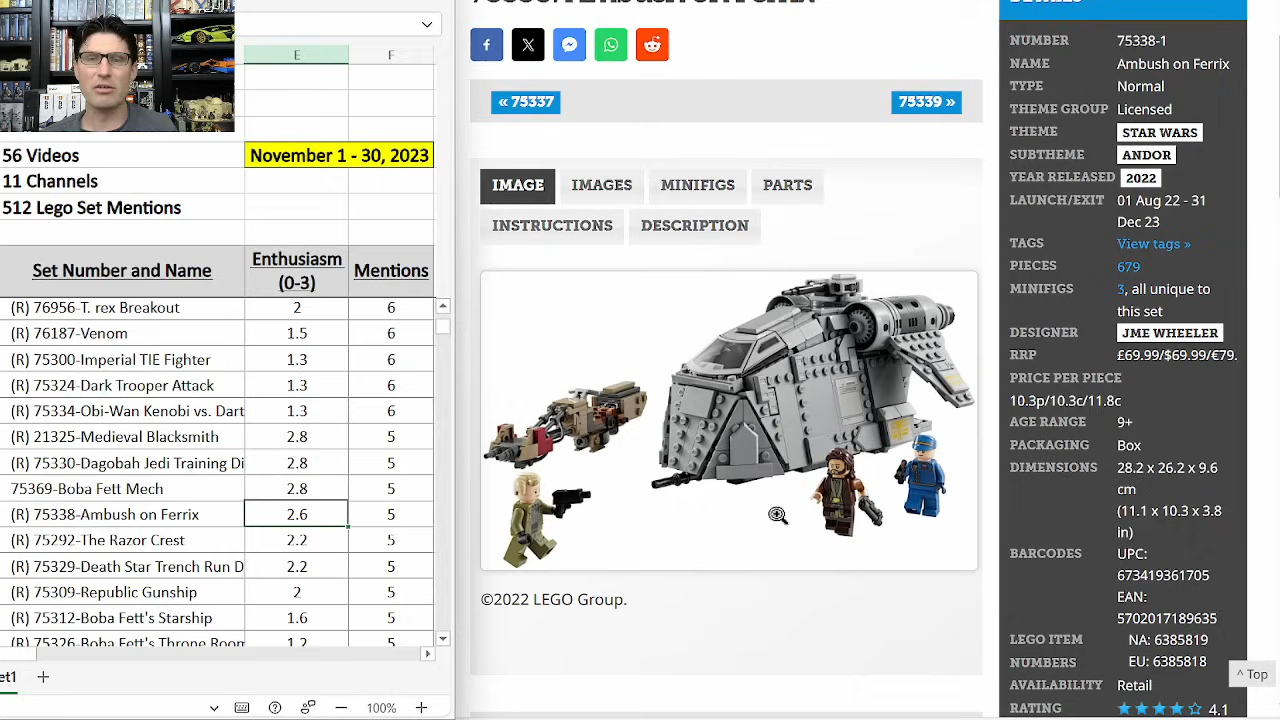 E
F
56 Videos
November 1 - 30, 2023
11 Channels
512 Lego Set Mentions
Set Number and Name
Enthusiasm
(0-3)
Mentions
(R) 76956-T. rex Breakout 2 6
(R) 76187-Venom 1.5 6
(R) 75300-Imperial TIE Fighter 1.3 6
(R) 75324-Dark Trooper Attack 1.3 6
(R) 75334-Obi-Wan Kenobi vs. Dart 1.3 6
(R) 21325-Medieval Blacksmith 2.8 5
(R) 75330-Dagobah Jedi Training Di 2.8 5
75369-Boba Fett Mech 2.8 5
(R) 75338-Ambush on Ferrix 2.6 5
(R) 75292-The Razor Crest 2.2 5
(R) 75329-Death Star Trench Run D 2.2 5
(R) 75309-Republic Gunship 2 5
(R) 75312-Boba Fett's Starship 1.6 5
(R) 75326-Boba Fett's Throne Room 1.2 5
et1
100%
« 75337
75339 »
IMAGE
IMAGES
MINIFIGS
PARTS
INSTRUCTIONS
DESCRIPTION
©2022 LEGO Group.
NUMBER 75338-1
NAME Ambush on Ferrix
TYPE Normal
THEME GROUP Licensed
THEME STAR WARS
SUBTHEME ANDOR
YEAR RELEASED 2022
LAUNCH/EXIT 01 Aug 22 - 31
Dec 23
TAGS View tags »
PIECES 679
MINIFIGS 3, all unique to
this set
DESIGNER JME WHEELER
RRP £69.99/$69.99/€79.
PRICE PER PIECE
10.3p/10.3c/11.8c
AGE RANGE 9+
PACKAGING Box
DIMENSIONS 28.2 x 26.2 x 9.6
cm
(11.1 x 10.3 x 3.8
in)
BARCODES UPC:
673419361705
EAN:
5702017189635
LEGO ITEM NA: 6385819
NUMBERS EU: 6385818
AVAILABILITY Retail
RATING 4.1
^ Top